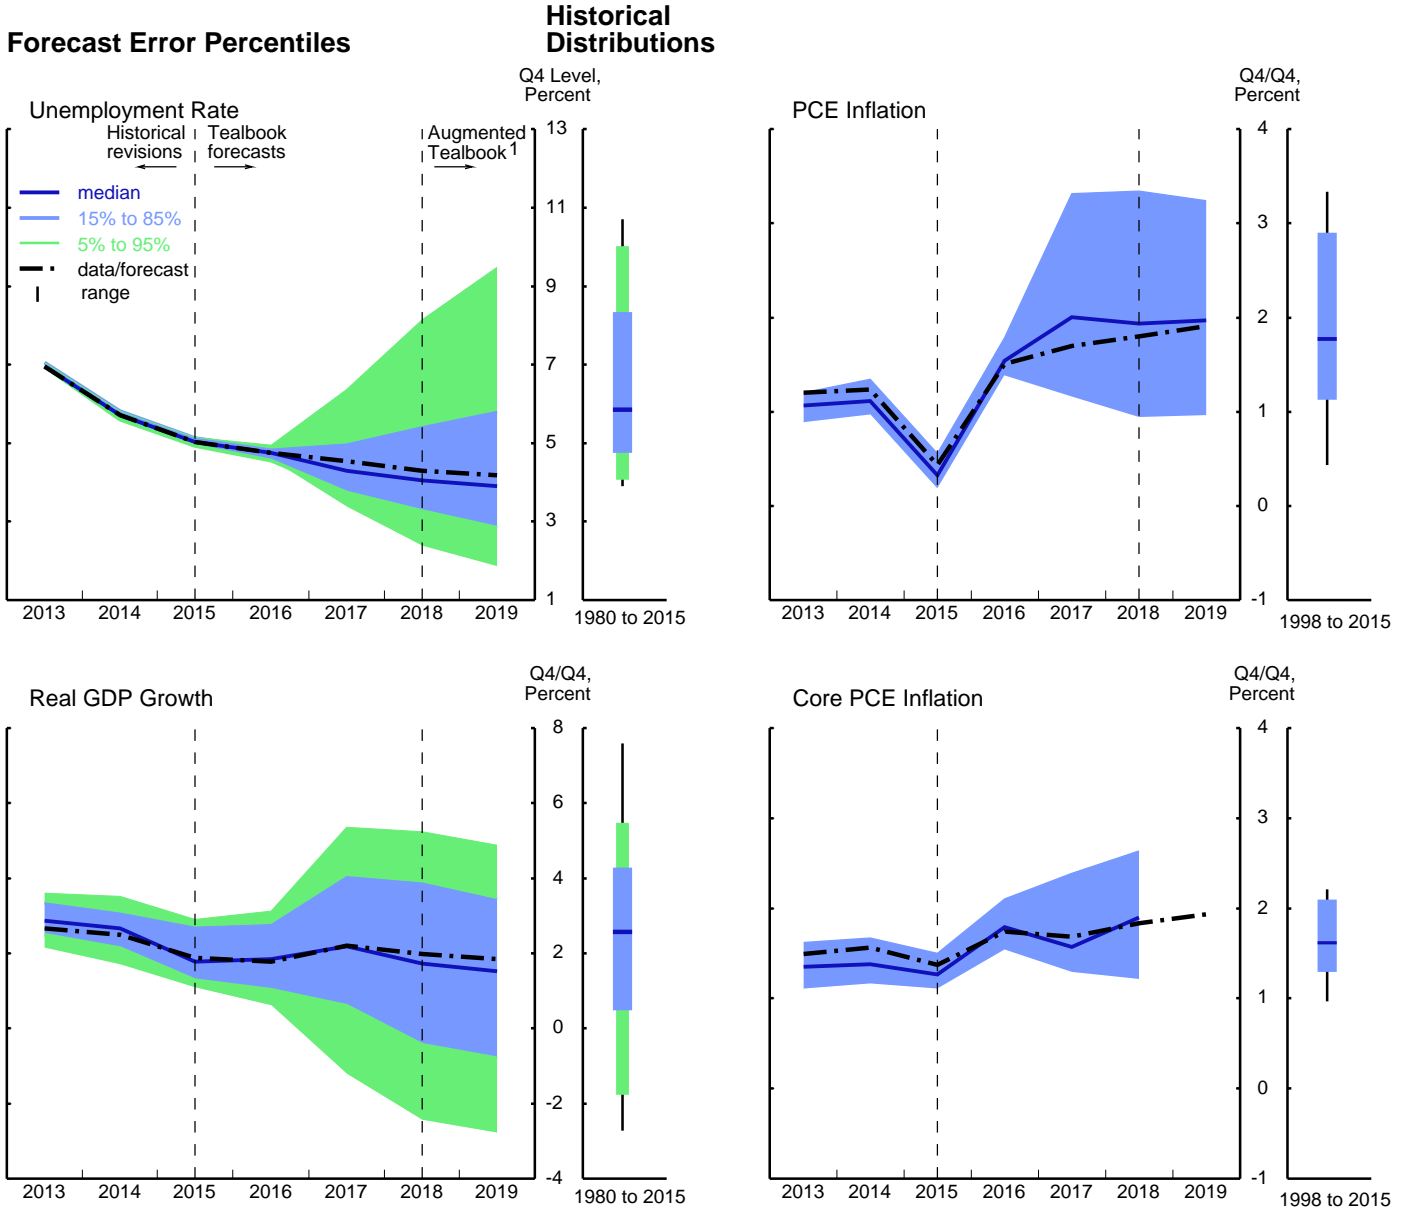 Forecast Error Percentiles
Historical
Distributions
Unemployment Rate
Q4 Level,
Percent
Historical
revisions
Tealbook
forecasts
Augmented
Tealbook 1
median
15% to 85%
5% to 95%
data/forecast
range
13
11
9
7
5
3
1
2013 2014 2015 2016 2017 2018 2019
1980 to 2015
PCE Inflation
Q4/Q4,
Percent
4
3
2
1
0
-1
2013 2014 2015 2016 2017 2018 2019
1998 to 2015
Real GDP Growth
Q4/Q4,
Percent
8
6
4
2
0
-2
-4
2013 2014 2015 2016 2017 2018 2019
1980 to 2015
Core PCE Inflation
Q4/Q4,
Percent
4
3
2
1
0
-1
2013 2014 2015 2016 2017 2018 2019
1998 to 2015